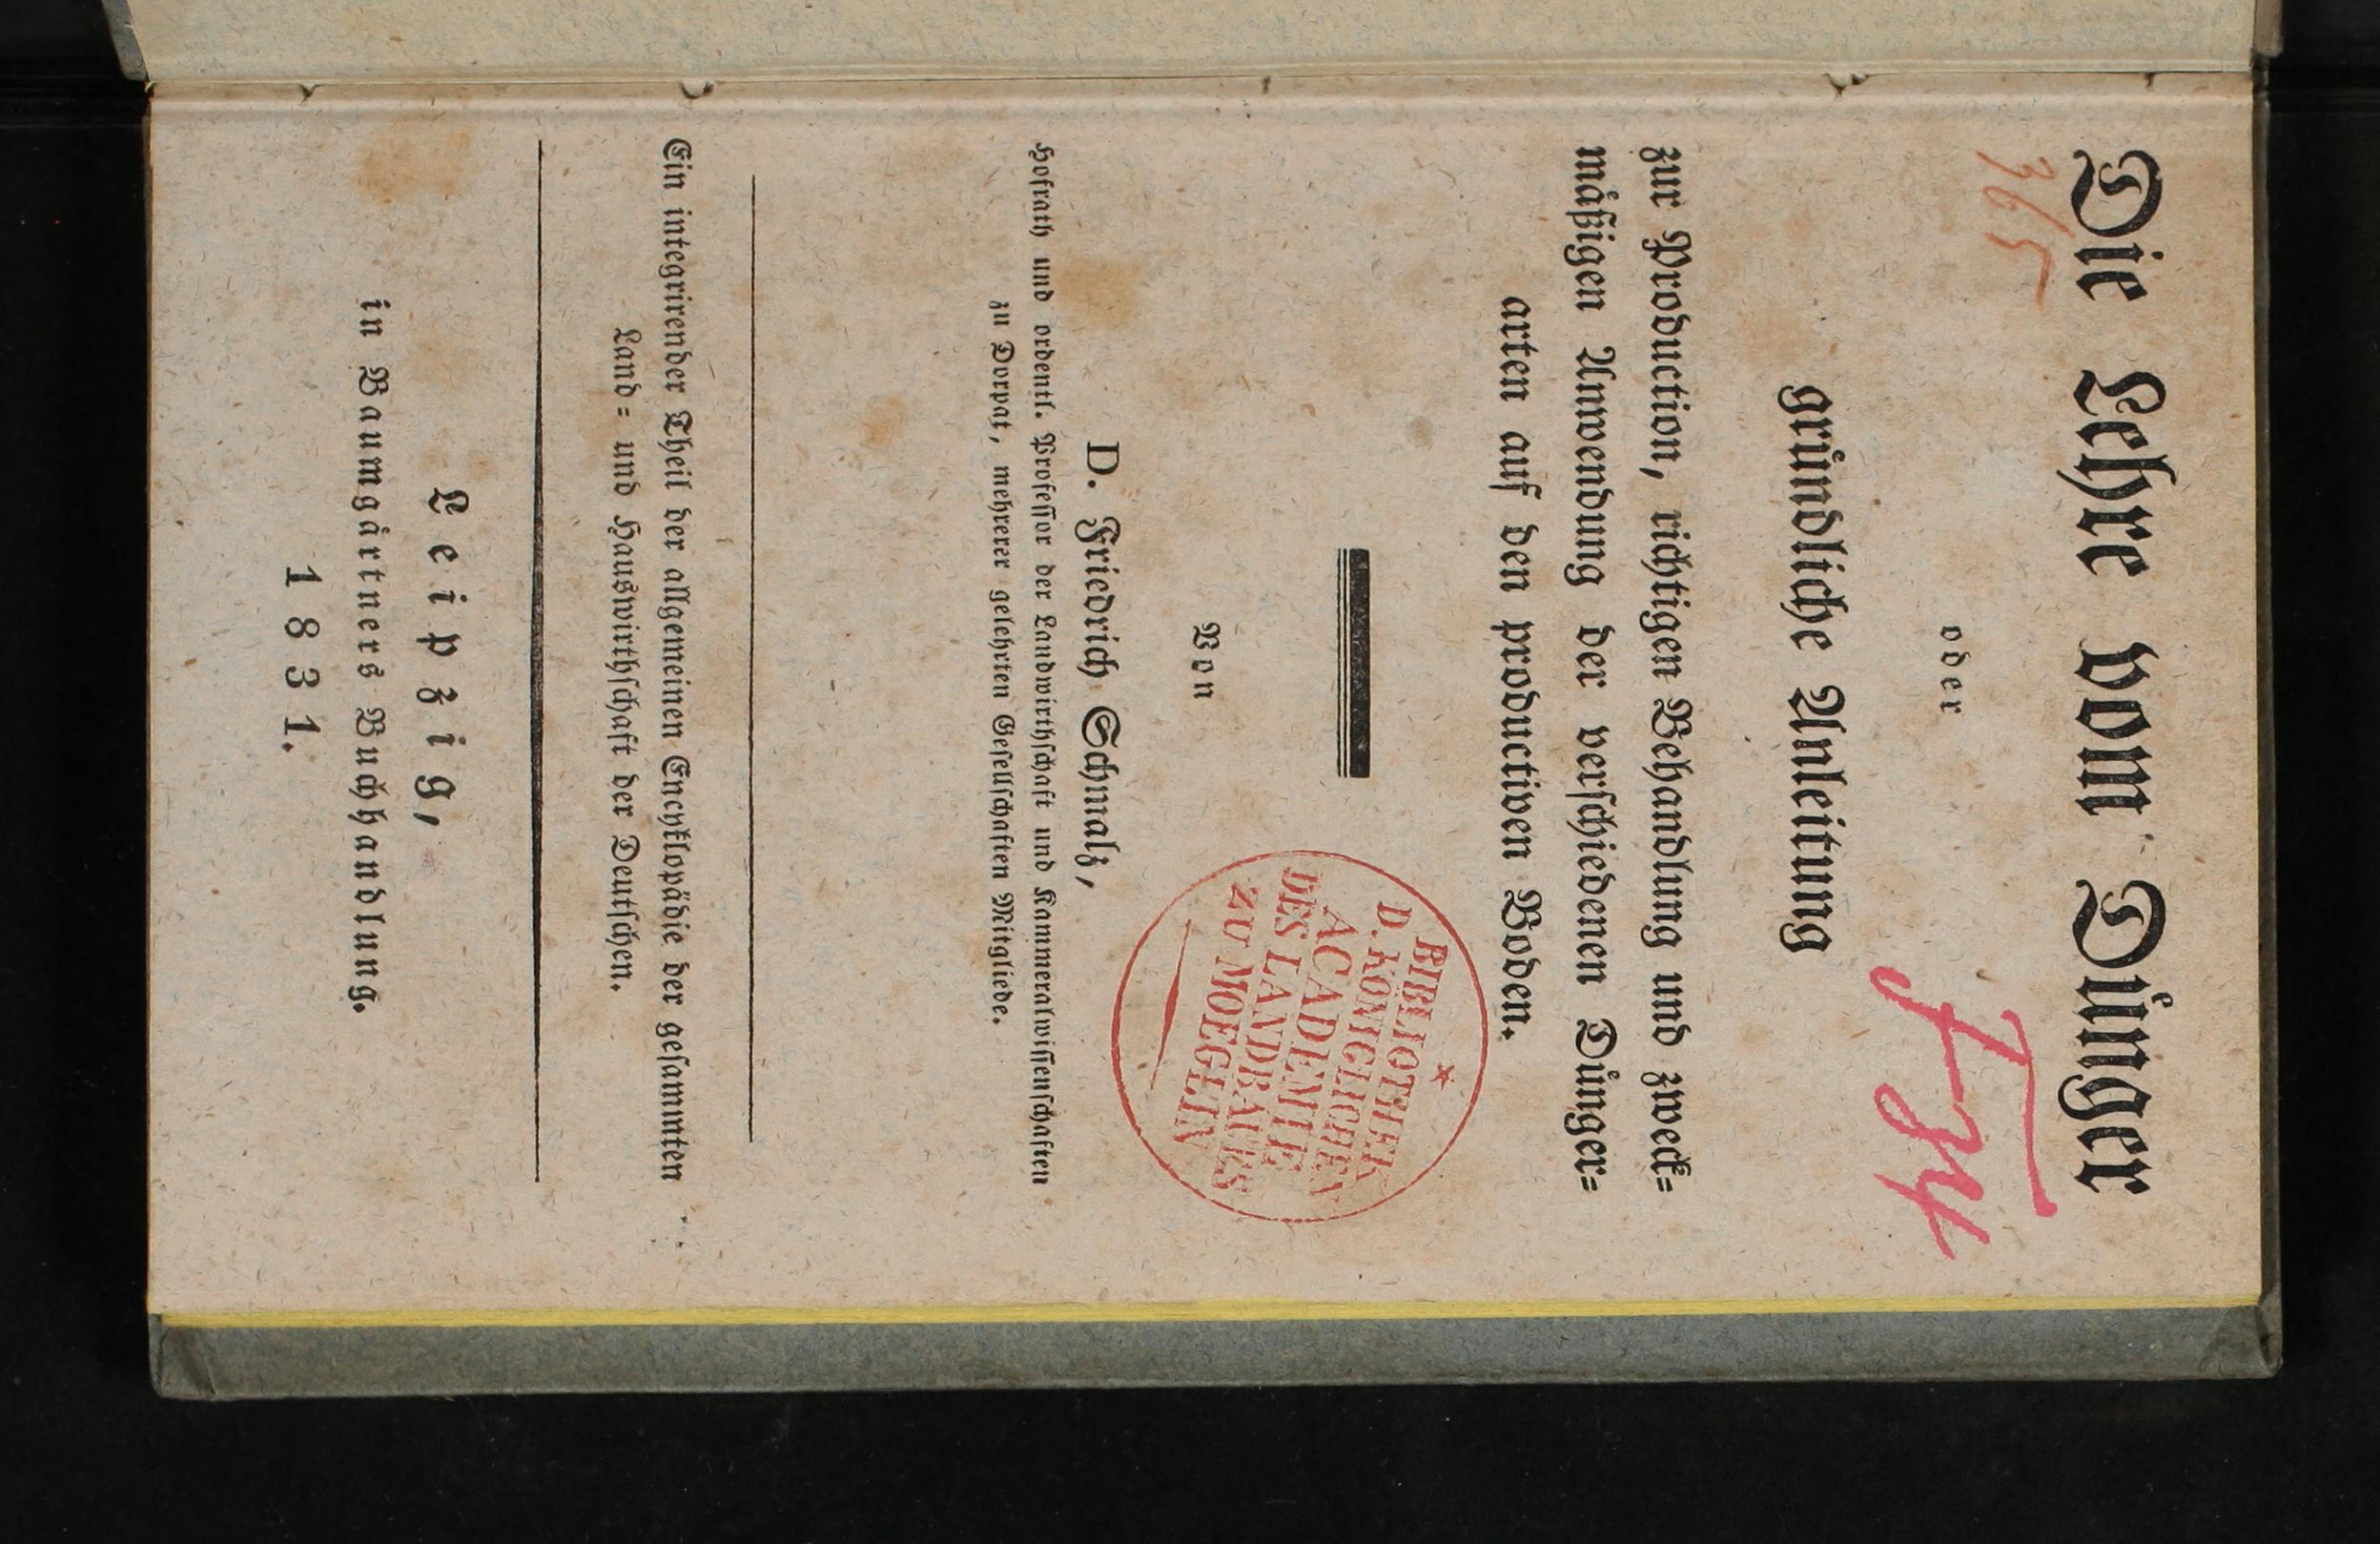 Die Lehre vom Dünger
365
oder
F 34
gründliche Anleitung
zur Production, richtigen Behandlung und zweck-
mäßigen Anwendung der verschiedenen Dünger-
arten auf den productiven Boden.
BIBLIOTHEK
D. KÖNIGLICHEN
ACADEMIE
DES LANDBAUES
ZU MOEGLIN
Von
D. Friedrich Schmalz,
Hofrath und ordentl. Professor der Landwirthschaft und Kammeralwissenschaften
zu Dorpat, mehrerer gelehrten Gesellschaften Mitgliede.
Ein integrirender Theil der allgemeinen Encyklopädie der gesammten
Land- und Hauswirthschaft der Deutschen.
Leipzig,
in Baumgärtners Buchhandlung.
1831.